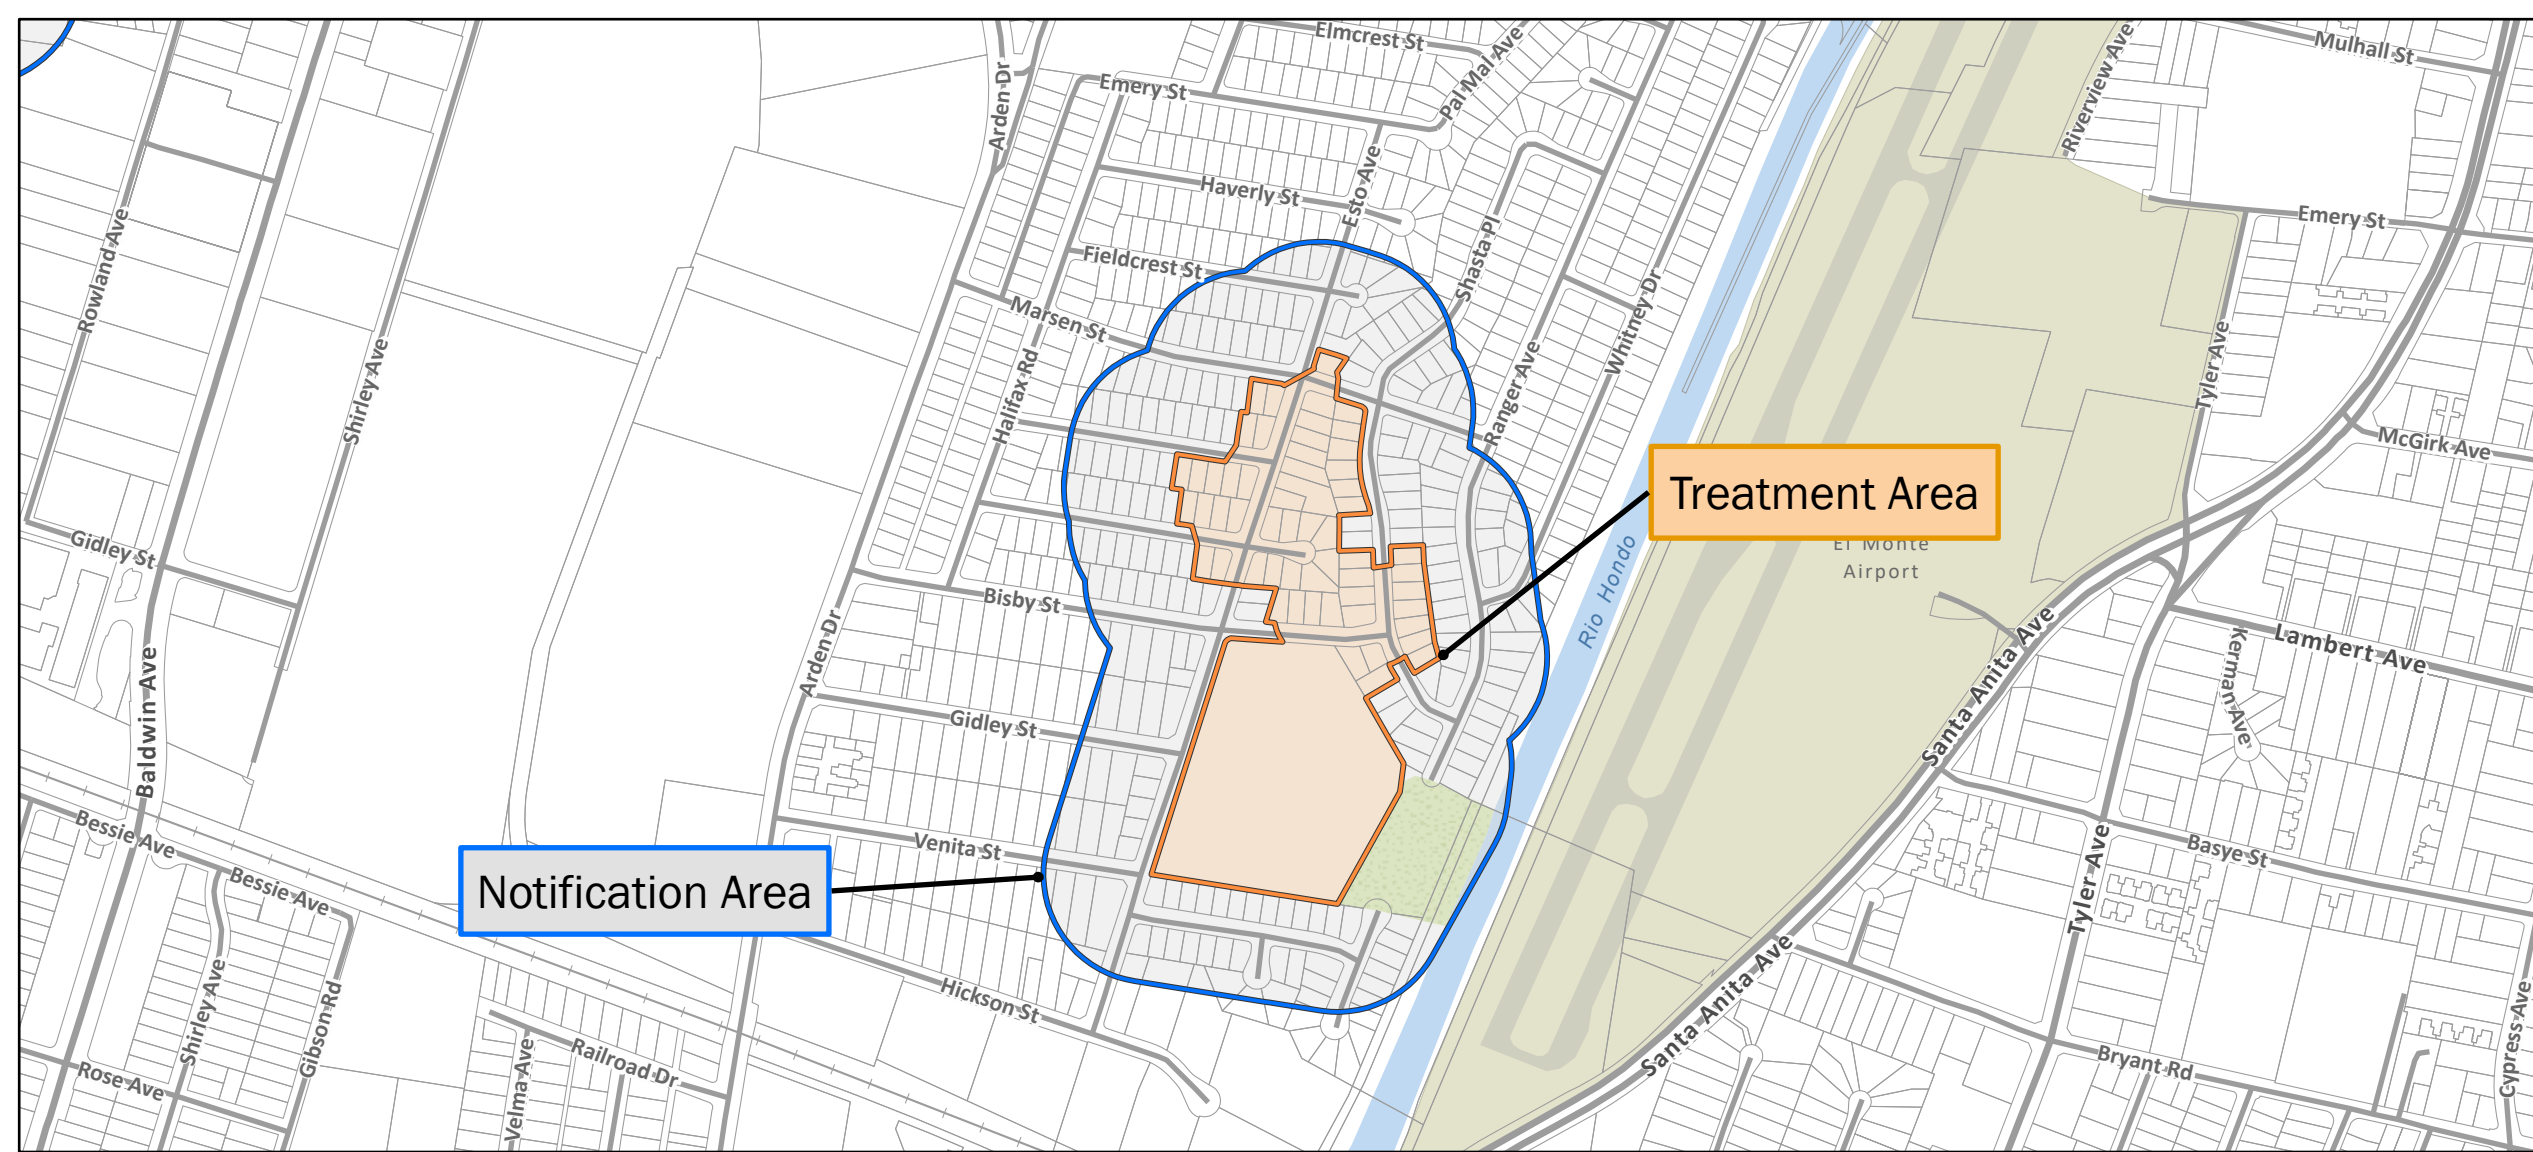 Elmcrest St
Pal Mal Ave
Mulhall St
Riverview Ave
Arden Dr
Emery St
Haverly St
Esto Ave
Emery St
Rowland Ave
Fieldcrest St
Shasta Pl
Whitney Dr
Marsen St
Halifax Rd
Shirley Ave
Ranger Ave
Tyler Ave
McGirk Ave
Treatment Area
El Monte
Airport
Rio Hondo
Gidley St
Bisby St
Arden Dr
Baldwin Ave
Gidley St
Santa Anita Ave
Lambert Ave
Kerman Ave
Bessie Ave
Bessie Ave
Venita St
Notification Area
Tyler Ave
Basye St
Hickson St
Santa Anita Ave
Shirley Ave
Gibson Rd
Rose Ave
Velma Ave
Railroad Dr
Bryant Rd
Cypress Ave